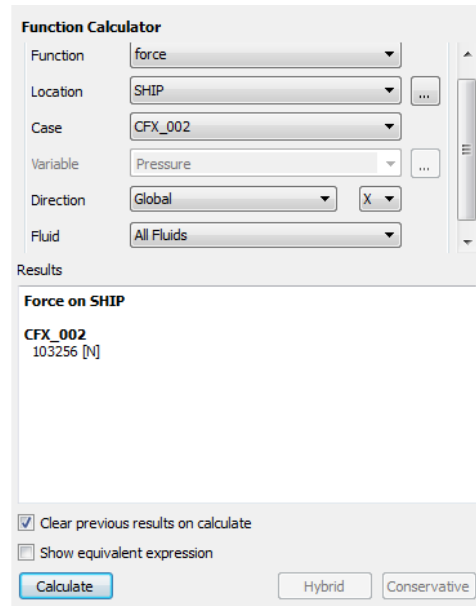 Function Calculator
Function force
Location SHIP ...
Case CFX_002
Variable Pressure ...
Direction Global X
Fluid All Fluids
Results
Force on SHIP
CFX_002
103256 [N]
Clear previous results on calculate
Show equivalent expression
Calculate Hybrid Conservative